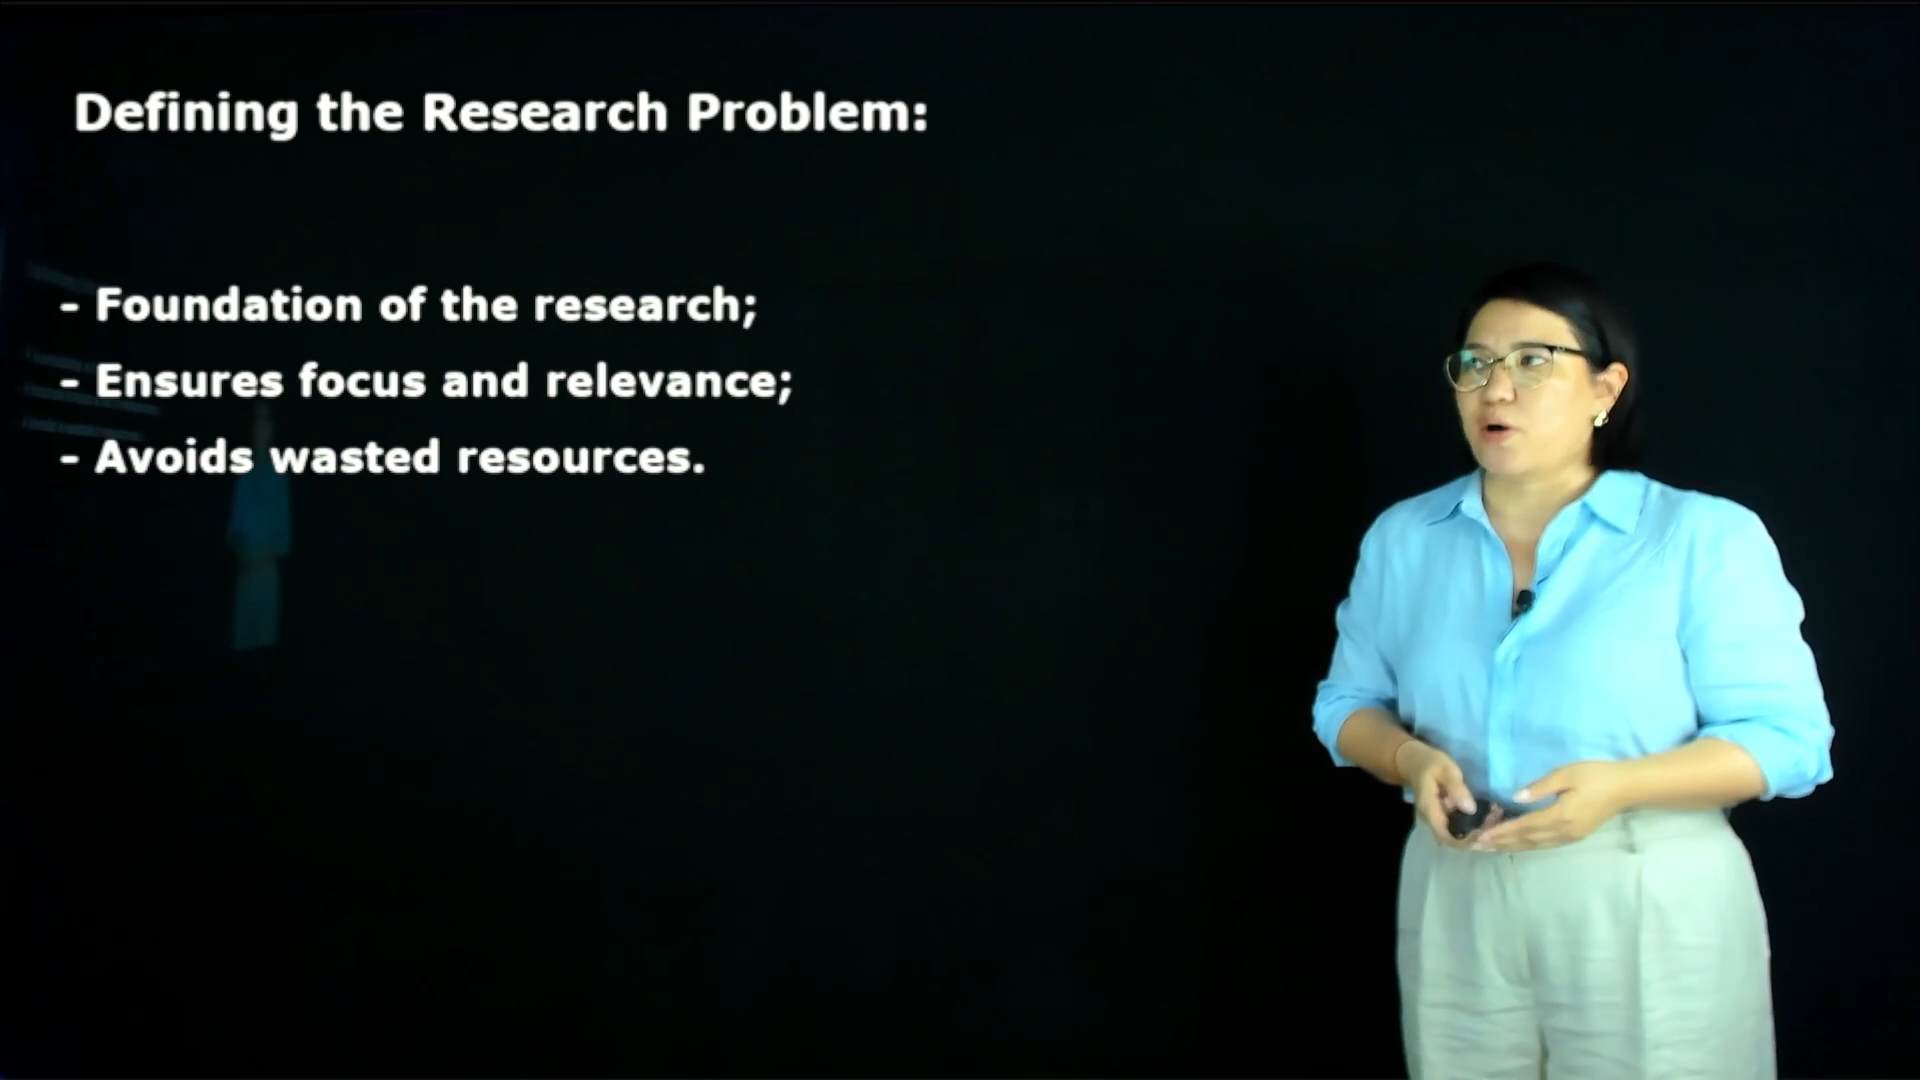 Defining the Research Problem:
- Foundation of the research;
- Ensures focus and relevance;
- Avoids wasted resources.